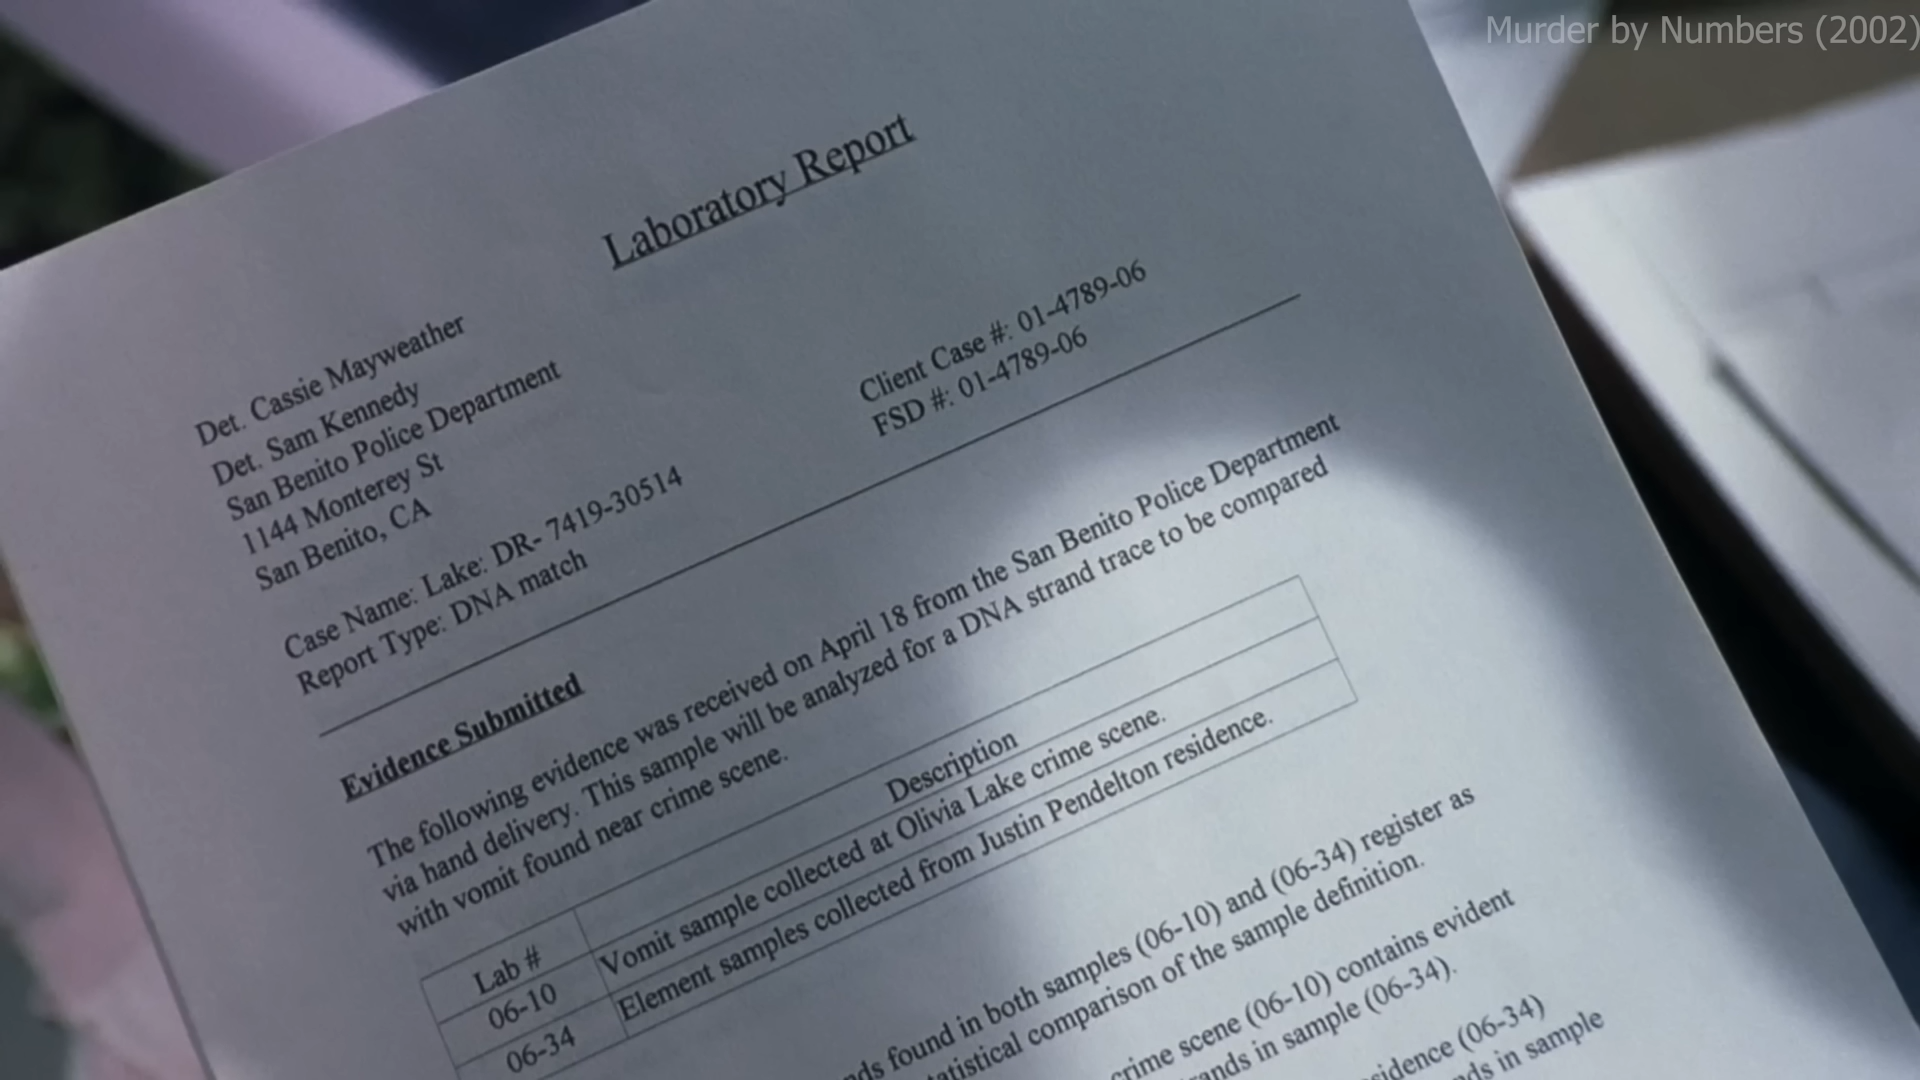 Murder by Numbers (2002)
Laboratory Report
Det. Cassie Mayweather
Det. Sam Kennedy
San Benito Police Department
1144 Monterey St
San Benito, CA
Client Case #: 01-4789-06
FSD #: 01-4789-06
Case Name: Lake: DR- 7419-30514
Report Type: DNA match
Evidence Submitted
The following evidence was received on April 18 from the San Benito Police Department
via hand delivery. This sample will be analyzed for a DNA strand trace to be compared
with vomit found near crime scene.
Lab # Description
06-10 Vomit sample collected at Olivia Lake crime scene.
06-34 Element samples collected from Justin Pendelton residence.
found in both samples (06-10) and (06-34) register as
comparison of the sample definition.
crime scene (06-10) contains evident
in sample (06-34).
(06-34)
in sample